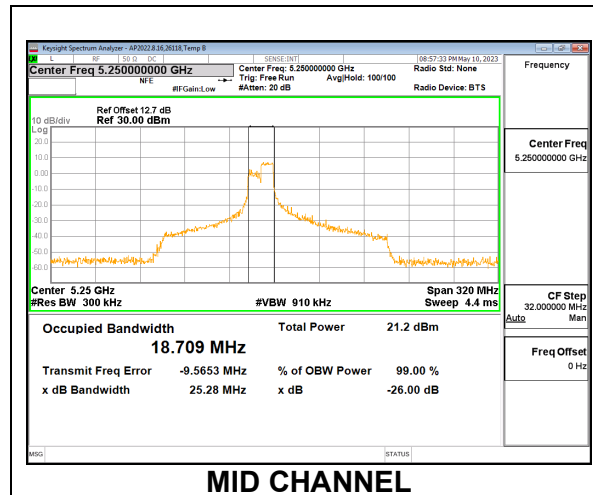 Keysight Spectrum Analyzer - AP2022.8.16,26118,Temp B
LXI L RF 50 Ω DC SENSE:INT 08:57:33 PM May 10, 2023
Center Freq 5.250000000 GHz Center Freq: 5.250000000 GHz Radio Std: None Frequency
NFE Trig: Free Run Avg|Hold: 100/100
#IFGain:Low #Atten: 20 dB Radio Device: BTS
Ref Offset 12.7 dB
10 dB/div Ref 30.00 dBm
Log
20.0
10.0
0.00
-10.0
-20.0
-30.0
-40.0
-50.0
-60.0
Center Freq
5.250000000 GHz
Center 5.25 GHz Span 320 MHz
#Res BW 300 kHz #VBW 910 kHz Sweep 4.4 ms
CF Step
32.000000 MHz
Auto Man
Occupied Bandwidth Total Power 21.2 dBm
18.709 MHz
Transmit Freq Error -9.5653 MHz % of OBW Power 99.00 %
x dB Bandwidth 25.28 MHz x dB -26.00 dB
Freq Offset
0 Hz
MSG STATUS
MID CHANNEL